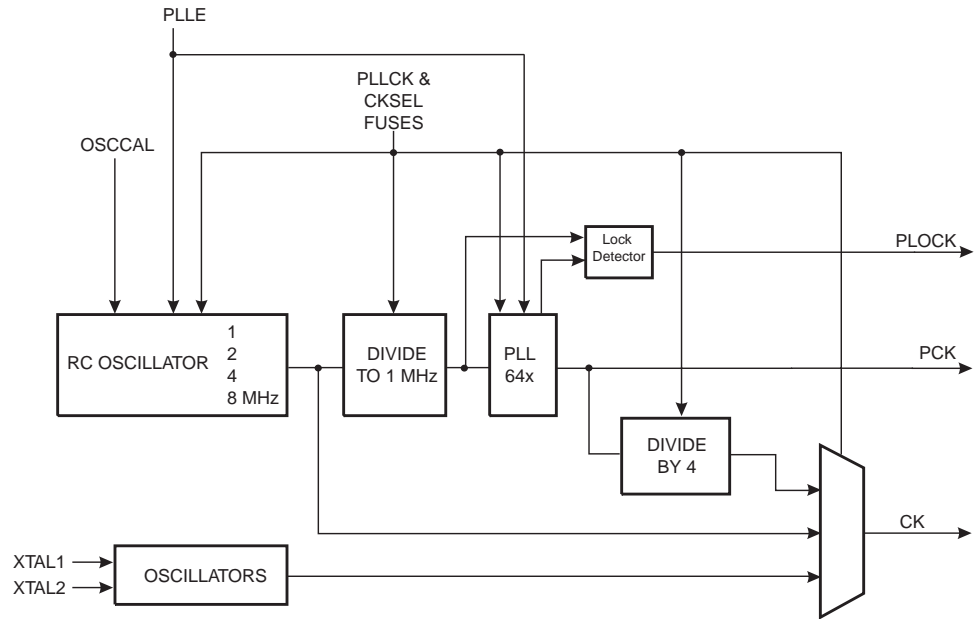 PLLE
PLLCK &
CKSEL
FUSES
OSCCAL
Lock
Detector
PLOCK
RC OSCILLATOR
1
2
4
8 MHz
DIVIDE
TO 1 MHz
PLL
64x
PCK
DIVIDE
BY 4
CK
XTAL1
XTAL2
OSCILLATORS